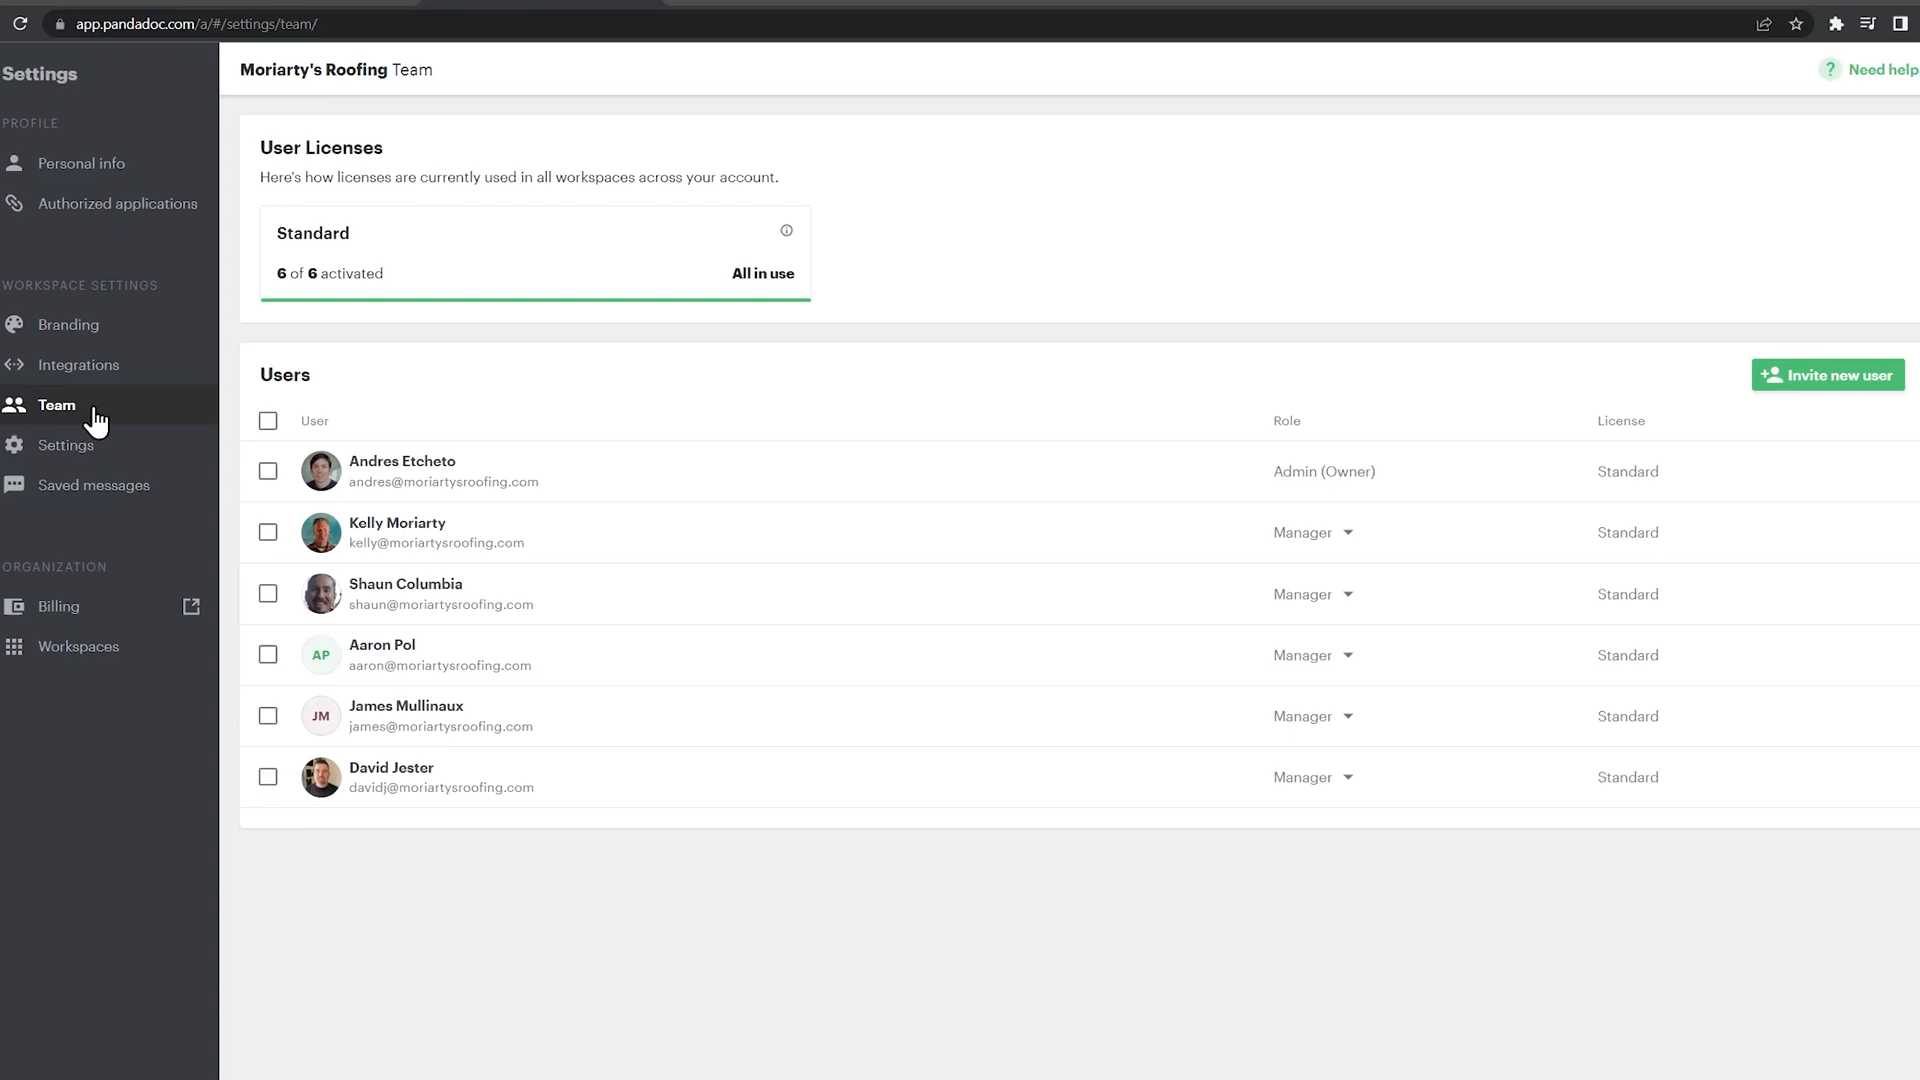 app.pandadoc.com/a/#/settings/team/
Settings
PROFILE
Personal info
Authorized applications
WORKSPACE SETTINGS
Branding
Integrations
Team
Settings
Saved messages
ORGANIZATION
Billing
Workspaces
Moriarty's Roofing Team
? Need help
User Licenses
Here's how licenses are currently used in all workspaces across your account.
Standard
6 of 6 activated All in use
Users
Invite new user
User Role License
Andres Etcheto
andres@moriartysroofing.com
Admin (Owner) Standard
Kelly Moriarty
kelly@moriartysroofing.com
Manager Standard
Shaun Columbia
shaun@moriartysroofing.com
Manager Standard
AP
Aaron Pol
aaron@moriartysroofing.com
Manager Standard
JM
James Mullinaux
james@moriartysroofing.com
Manager Standard
David Jester
davidj@moriartysroofing.com
Manager Standard